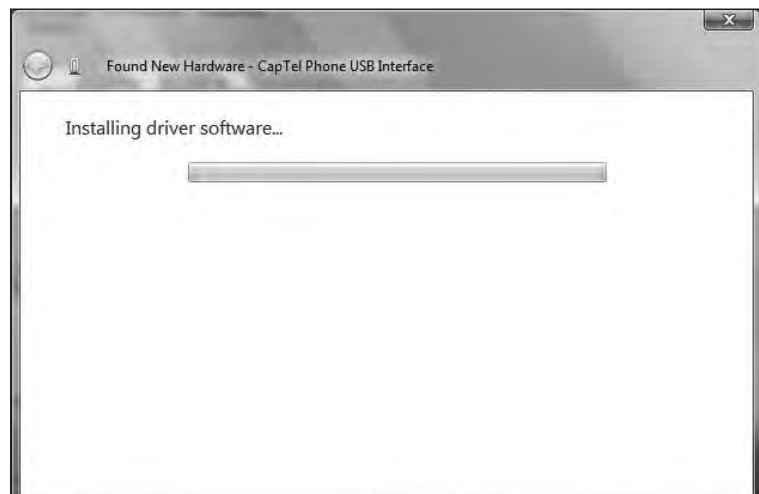 Found New Hardware - CapTel Phone USB Interface
Installing driver software...